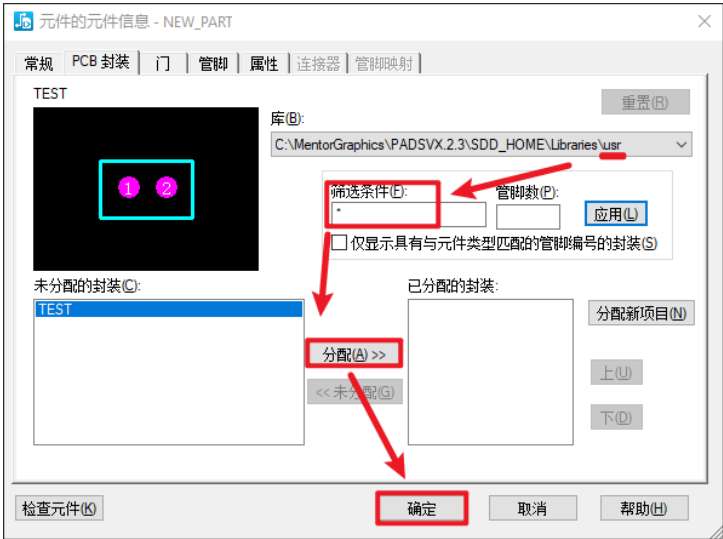 元件的元件信息 - NEW_PART
常规 PCB 封装 门 管脚 属性 连接器 管脚映射
TEST
重置(R)
库(B):
C:\MentorGraphics\PADSVX.2.3\SDD_HOME\Libraries\usr
1 2
筛选条件(F): 管脚数(P):
* 应用(L)
仅显示具有与元件类型匹配的管脚编号的封装(S)
未分配的封装(C): 已分配的封装:
TEST
分配新项目(N)
分配(A) >>
上(U)
<< 未分配(G)
下(D)
检查元件(K) 确定 取消 帮助(H)